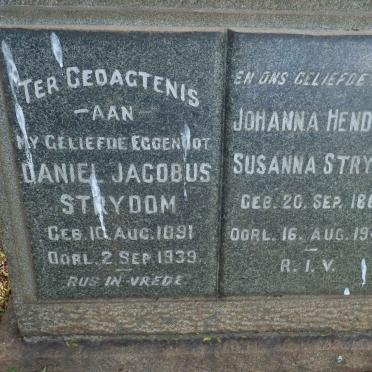 TER GEDAGTENIS
—AAN—
MY GELIEFDE EGGENOOT
DANIEL JACOBUS
STRYDOM
GEB. 10. AUG. 1891
OORL. 2. SEP. 1939.
RUS IN VREDE
EN ONS GELIEFDE
JOHANNA HEND
SUSANNA STRY
GEB. 20. SEP. 18
OORL. 16. AUG. 19
R. I. V.